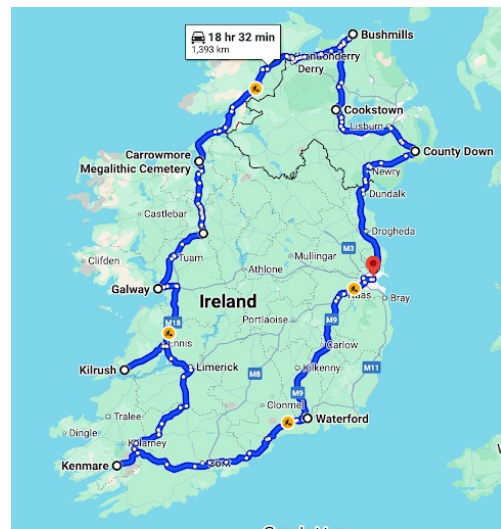 18 hr 32 min
1,393 km
Bushmills
Londonderry
Derry
Cookstown
Lisburn
County Down
Newry
Dundalk
Carrowmore
Megalithic Cemetery
Castlebar
Drogheda
M3
Tuam
Mullingar
Clifden
Athlone
Galway
Ireland
Naas
Bray
Portlaoise
M18
M9
Ennis
Carlow
Kilrush
Limerick
M8
Kilkenny
M11
Clonmel
M9
Tralee
Waterford
Dingle
Killarney
Kenmare
Cork